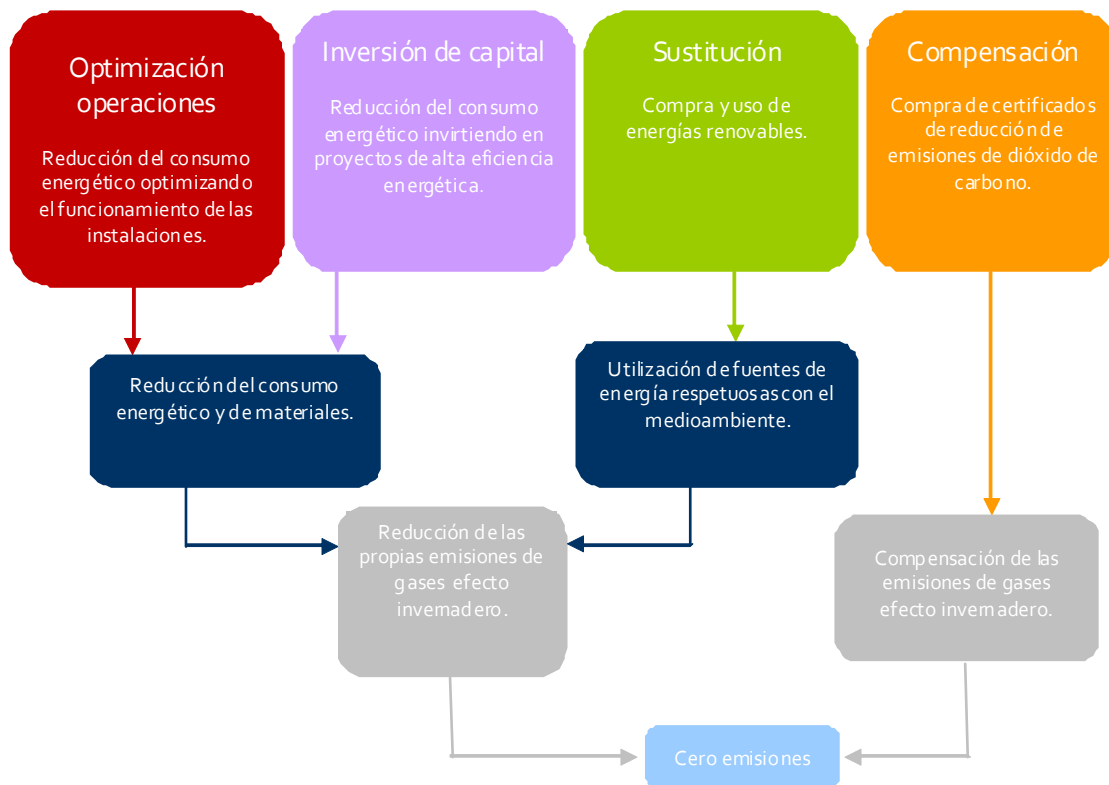 Optimización
operaciones
Reducción del consumo
energético optimizando
el funcionamiento de las
instalaciones.
Inversión de capital
Reducción del consumo
energético invirtiendo en
proyectos de alta eficiencia
energética.
Sustitución
Compra y uso de
energías renovables.
Compensación
Compra de certificados
de reducción de
emisiones de dióxido de
carbono.
Reducción del consumo
energético y de materiales.
Utilización de fuentes de
energía respetuosas con el
medioambiente.
Reducción de las
propias emisiones de
gases efecto
invernadero.
Compensación de las
emisiones de gases
efecto invernadero.
Cero emisiones